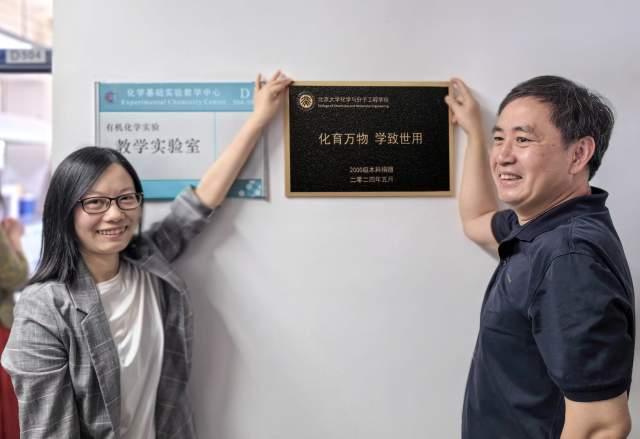 D504
化学基础实验教学中心
Experimental Chemistry Center
D
有机化学实验
教学实验室
北京大学化学与分子工程学院
College of Chemistry and Molecular Engineering
化育万物 学致世用
2000级本科捐赠
二零二四年五月